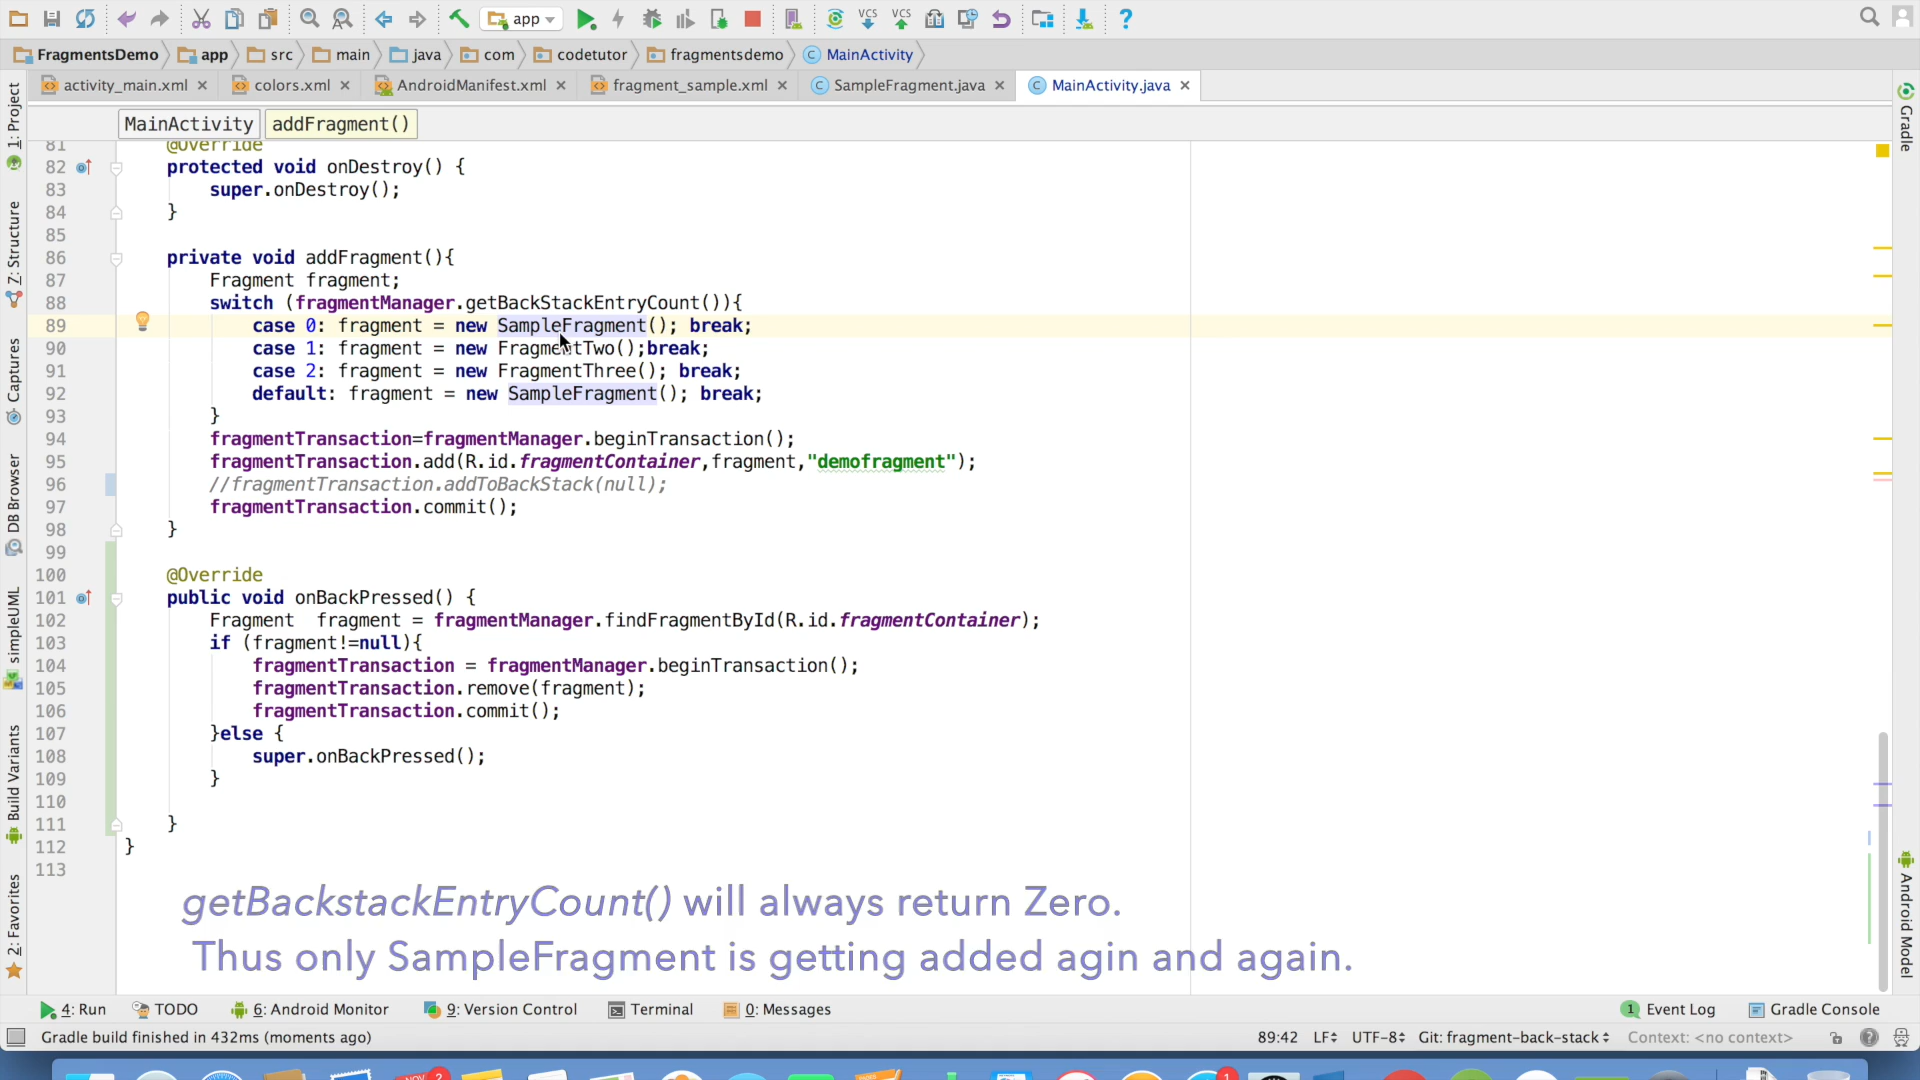 app
FragmentsDemo app src main java com codetutor fragmentsdemo MainActivity
activity_main.xml colors.xml AndroidManifest.xml fragment_sample.xml SampleFragment.java MainActivity.java
MainActivity addFragment()
81 @Override
82 protected void onDestroy() {
83 super.onDestroy();
84 }
85
86 private void addFragment(){
87 Fragment fragment;
88 switch (fragmentManager.getBackStackEntryCount()){
89 case 0: fragment = new SampleFragment(); break;
90 case 1: fragment = new FragmentTwo();break;
91 case 2: fragment = new FragmentThree(); break;
92 default: fragment = new SampleFragment(); break;
93 }
94 fragmentTransaction=fragmentManager.beginTransaction();
95 fragmentTransaction.add(R.id.fragmentContainer,fragment,"demofragment");
96 //fragmentTransaction.addToBackStack(null);
97 fragmentTransaction.commit();
98 }
99
100 @Override
101 public void onBackPressed() {
102 Fragment fragment = fragmentManager.findFragmentById(R.id.fragmentContainer);
103 if (fragment!=null){
104 fragmentTransaction = fragmentManager.beginTransaction();
105 fragmentTransaction.remove(fragment);
106 fragmentTransaction.commit();
107 }else {
108 super.onBackPressed();
109 }
110
111 }
112 }
113
getBackstackEntryCount() will always return Zero.
Thus only SampleFragment is getting added agin and again.
1: Project
Z: Structure
Captures
DB Browser
simpleUML
Build Variants
2: Favorites
Gradle
Android Model
4: Run TODO 6: Android Monitor 9: Version Control Terminal 0: Messages 1 Event Log Gradle Console
Gradle build finished in 432ms (moments ago) 89:42 LF UTF-8 Git: fragment-back-stack Context: <no context>
NOV 2 1